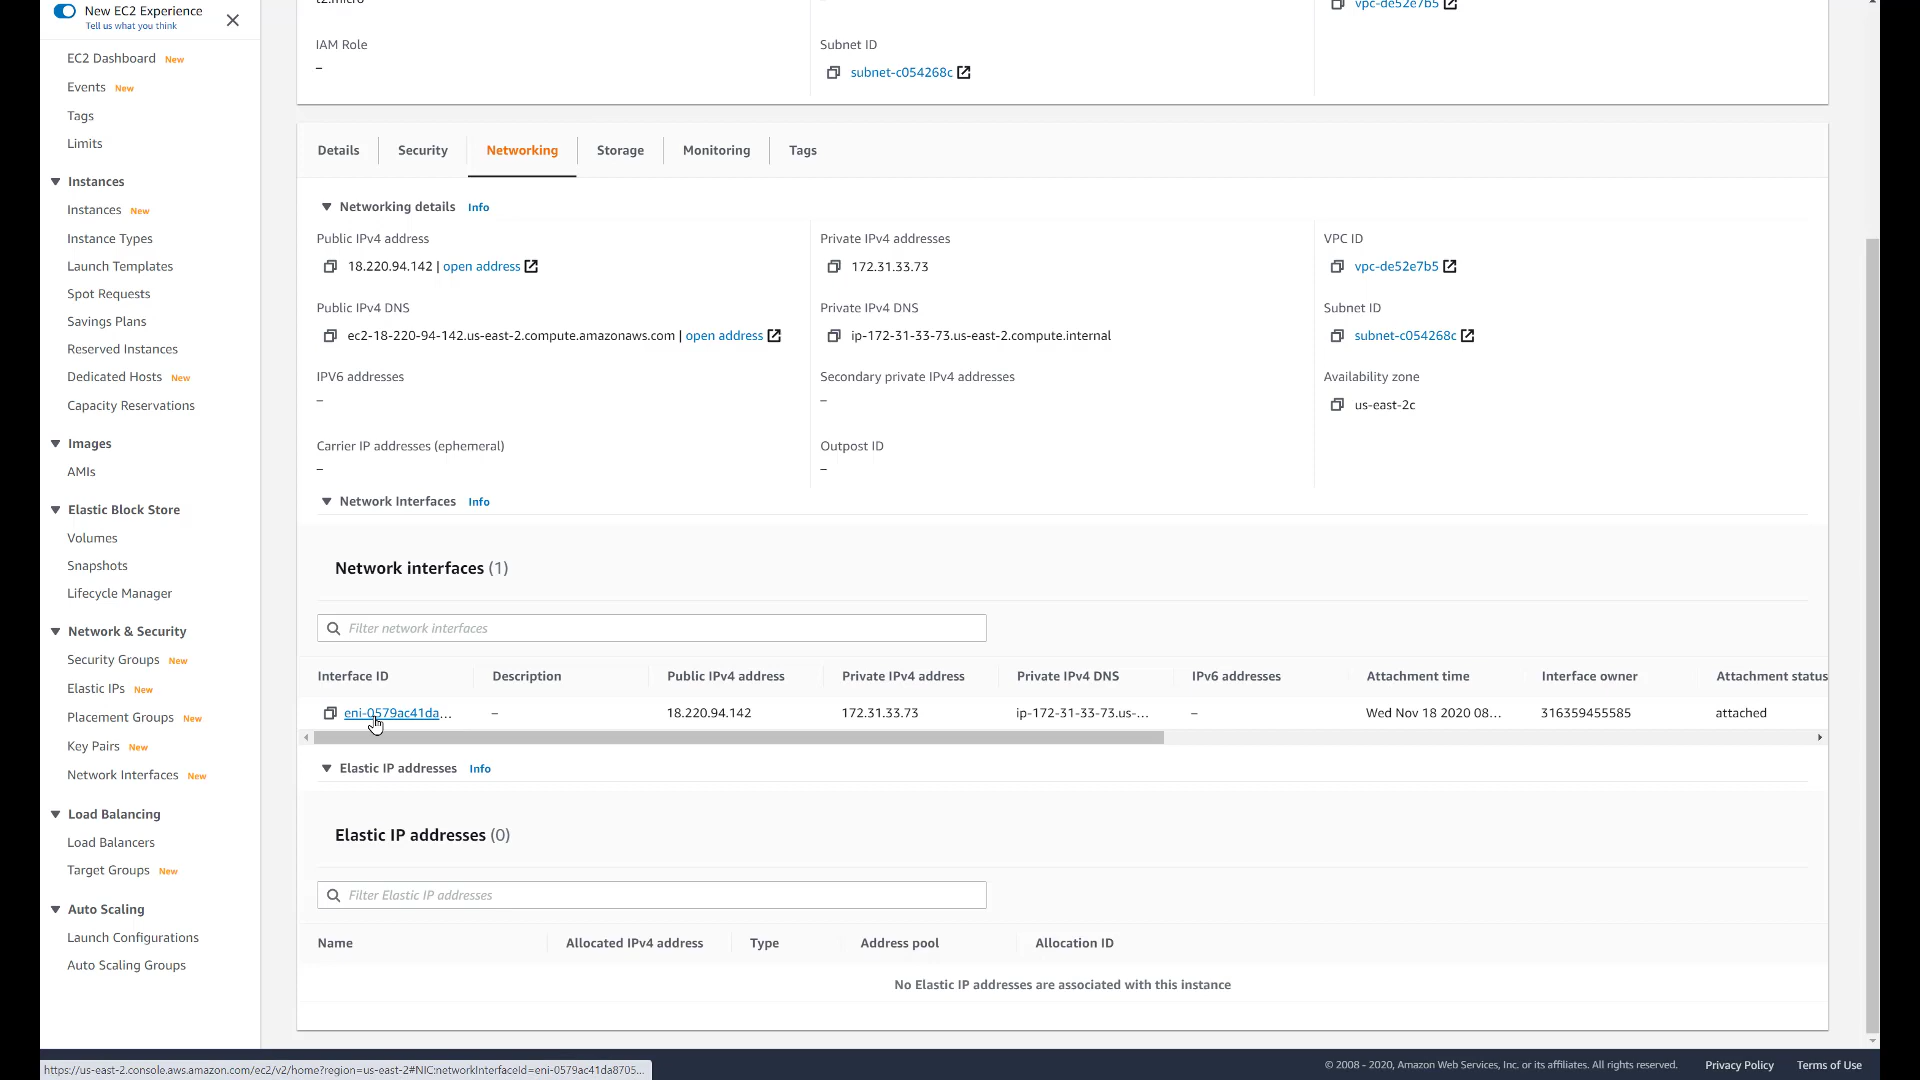 New EC2 Experience
Tell us what you think
EC2 Dashboard New
Events New
Tags
Limits
Instances
Instances New
Instance Types
Launch Templates
Spot Requests
Savings Plans
Reserved Instances
Dedicated Hosts New
Capacity Reservations
Images
AMIs
Elastic Block Store
Volumes
Snapshots
Lifecycle Manager
Network & Security
Security Groups New
Elastic IPs New
Placement Groups New
Key Pairs New
Network Interfaces New
Load Balancing
Load Balancers
Target Groups New
Auto Scaling
Launch Configurations
Auto Scaling Groups
t2.micro
–
vpc-de52e7b5
IAM Role
–
Subnet ID
subnet-c054268c
Details Security Networking Storage Monitoring Tags
Networking details Info
Public IPv4 address
18.220.94.142 | open address
Private IPv4 addresses
172.31.33.73
VPC ID
vpc-de52e7b5
Public IPv4 DNS
ec2-18-220-94-142.us-east-2.compute.amazonaws.com | open address
Private IPv4 DNS
ip-172-31-33-73.us-east-2.compute.internal
Subnet ID
subnet-c054268c
IPV6 addresses
–
Secondary private IPv4 addresses
–
Availability zone
us-east-2c
Carrier IP addresses (ephemeral)
–
Outpost ID
–
Network Interfaces Info
Network interfaces (1)
Filter network interfaces
Interface ID Description Public IPv4 address Private IPv4 address Private IPv4 DNS IPv6 addresses Attachment time Interface owner Attachment status
eni-0579ac41da... – 18.220.94.142 172.31.33.73 ip-172-31-33-73.us-... – Wed Nov 18 2020 08... 316359455585 attached
Elastic IP addresses Info
Elastic IP addresses (0)
Filter Elastic IP addresses
Name Allocated IPv4 address Type Address pool Allocation ID
No Elastic IP addresses are associated with this instance
https://us-east-2.console.aws.amazon.com/ec2/v2/home?region=us-east-2#NIC:networkInterfaceId=eni-0579ac41da8705...
© 2008 - 2020, Amazon Web Services, Inc. or its affiliates. All rights reserved. Privacy Policy Terms of Use